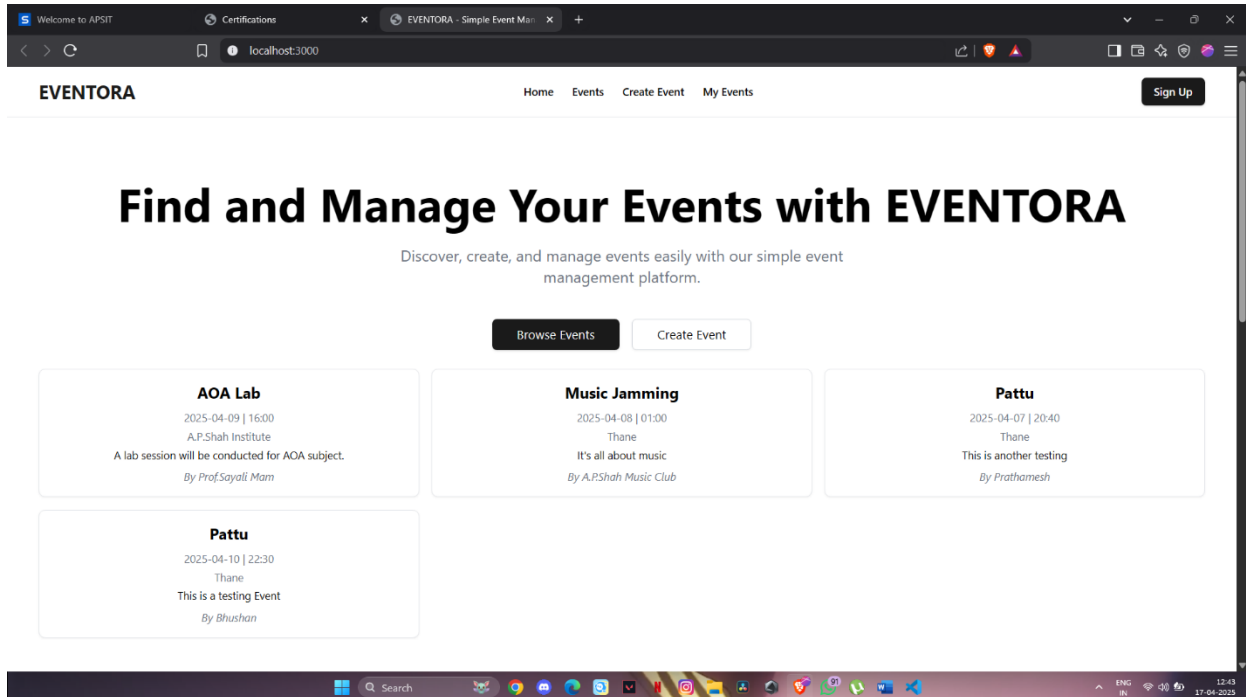 Welcome to APSIT
Certifications
EVENTORA - Simple Event Man
localhost:3000
EVENTORA
Home Events Create Event My Events
Sign Up
Find and Manage Your Events with EVENTORA
Discover, create, and manage events easily with our simple event
management platform.
Browse Events
Create Event
AOA Lab
2025-04-09 | 16:00
A.P.Shah Institute
A lab session will be conducted for AOA subject.
By Prof.Sayali Mam
Music Jamming
2025-04-08 | 01:00
Thane
It's all about music
By A.P.Shah Music Club
Pattu
2025-04-07 | 20:40
Thane
This is another testing
By Prathamesh
Pattu
2025-04-10 | 22:30
Thane
This is a testing Event
By Bhushan
Search
91
ENG
IN
12:43
17-04-2025